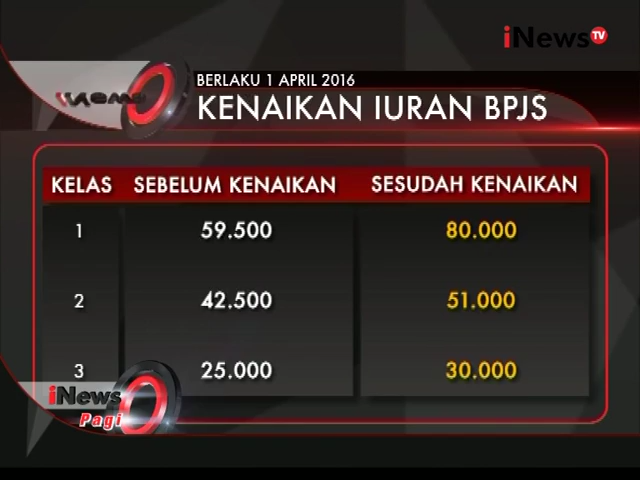 iNews TV
BERLAKU 1 APRIL 2016
KENAIKAN IURAN BPJS
KELAS SEBELUM KENAIKAN SESUDAH KENAIKAN
1 59.500 80.000
2 42.500 51.000
3 25.000 30.000
iNews
Pagi